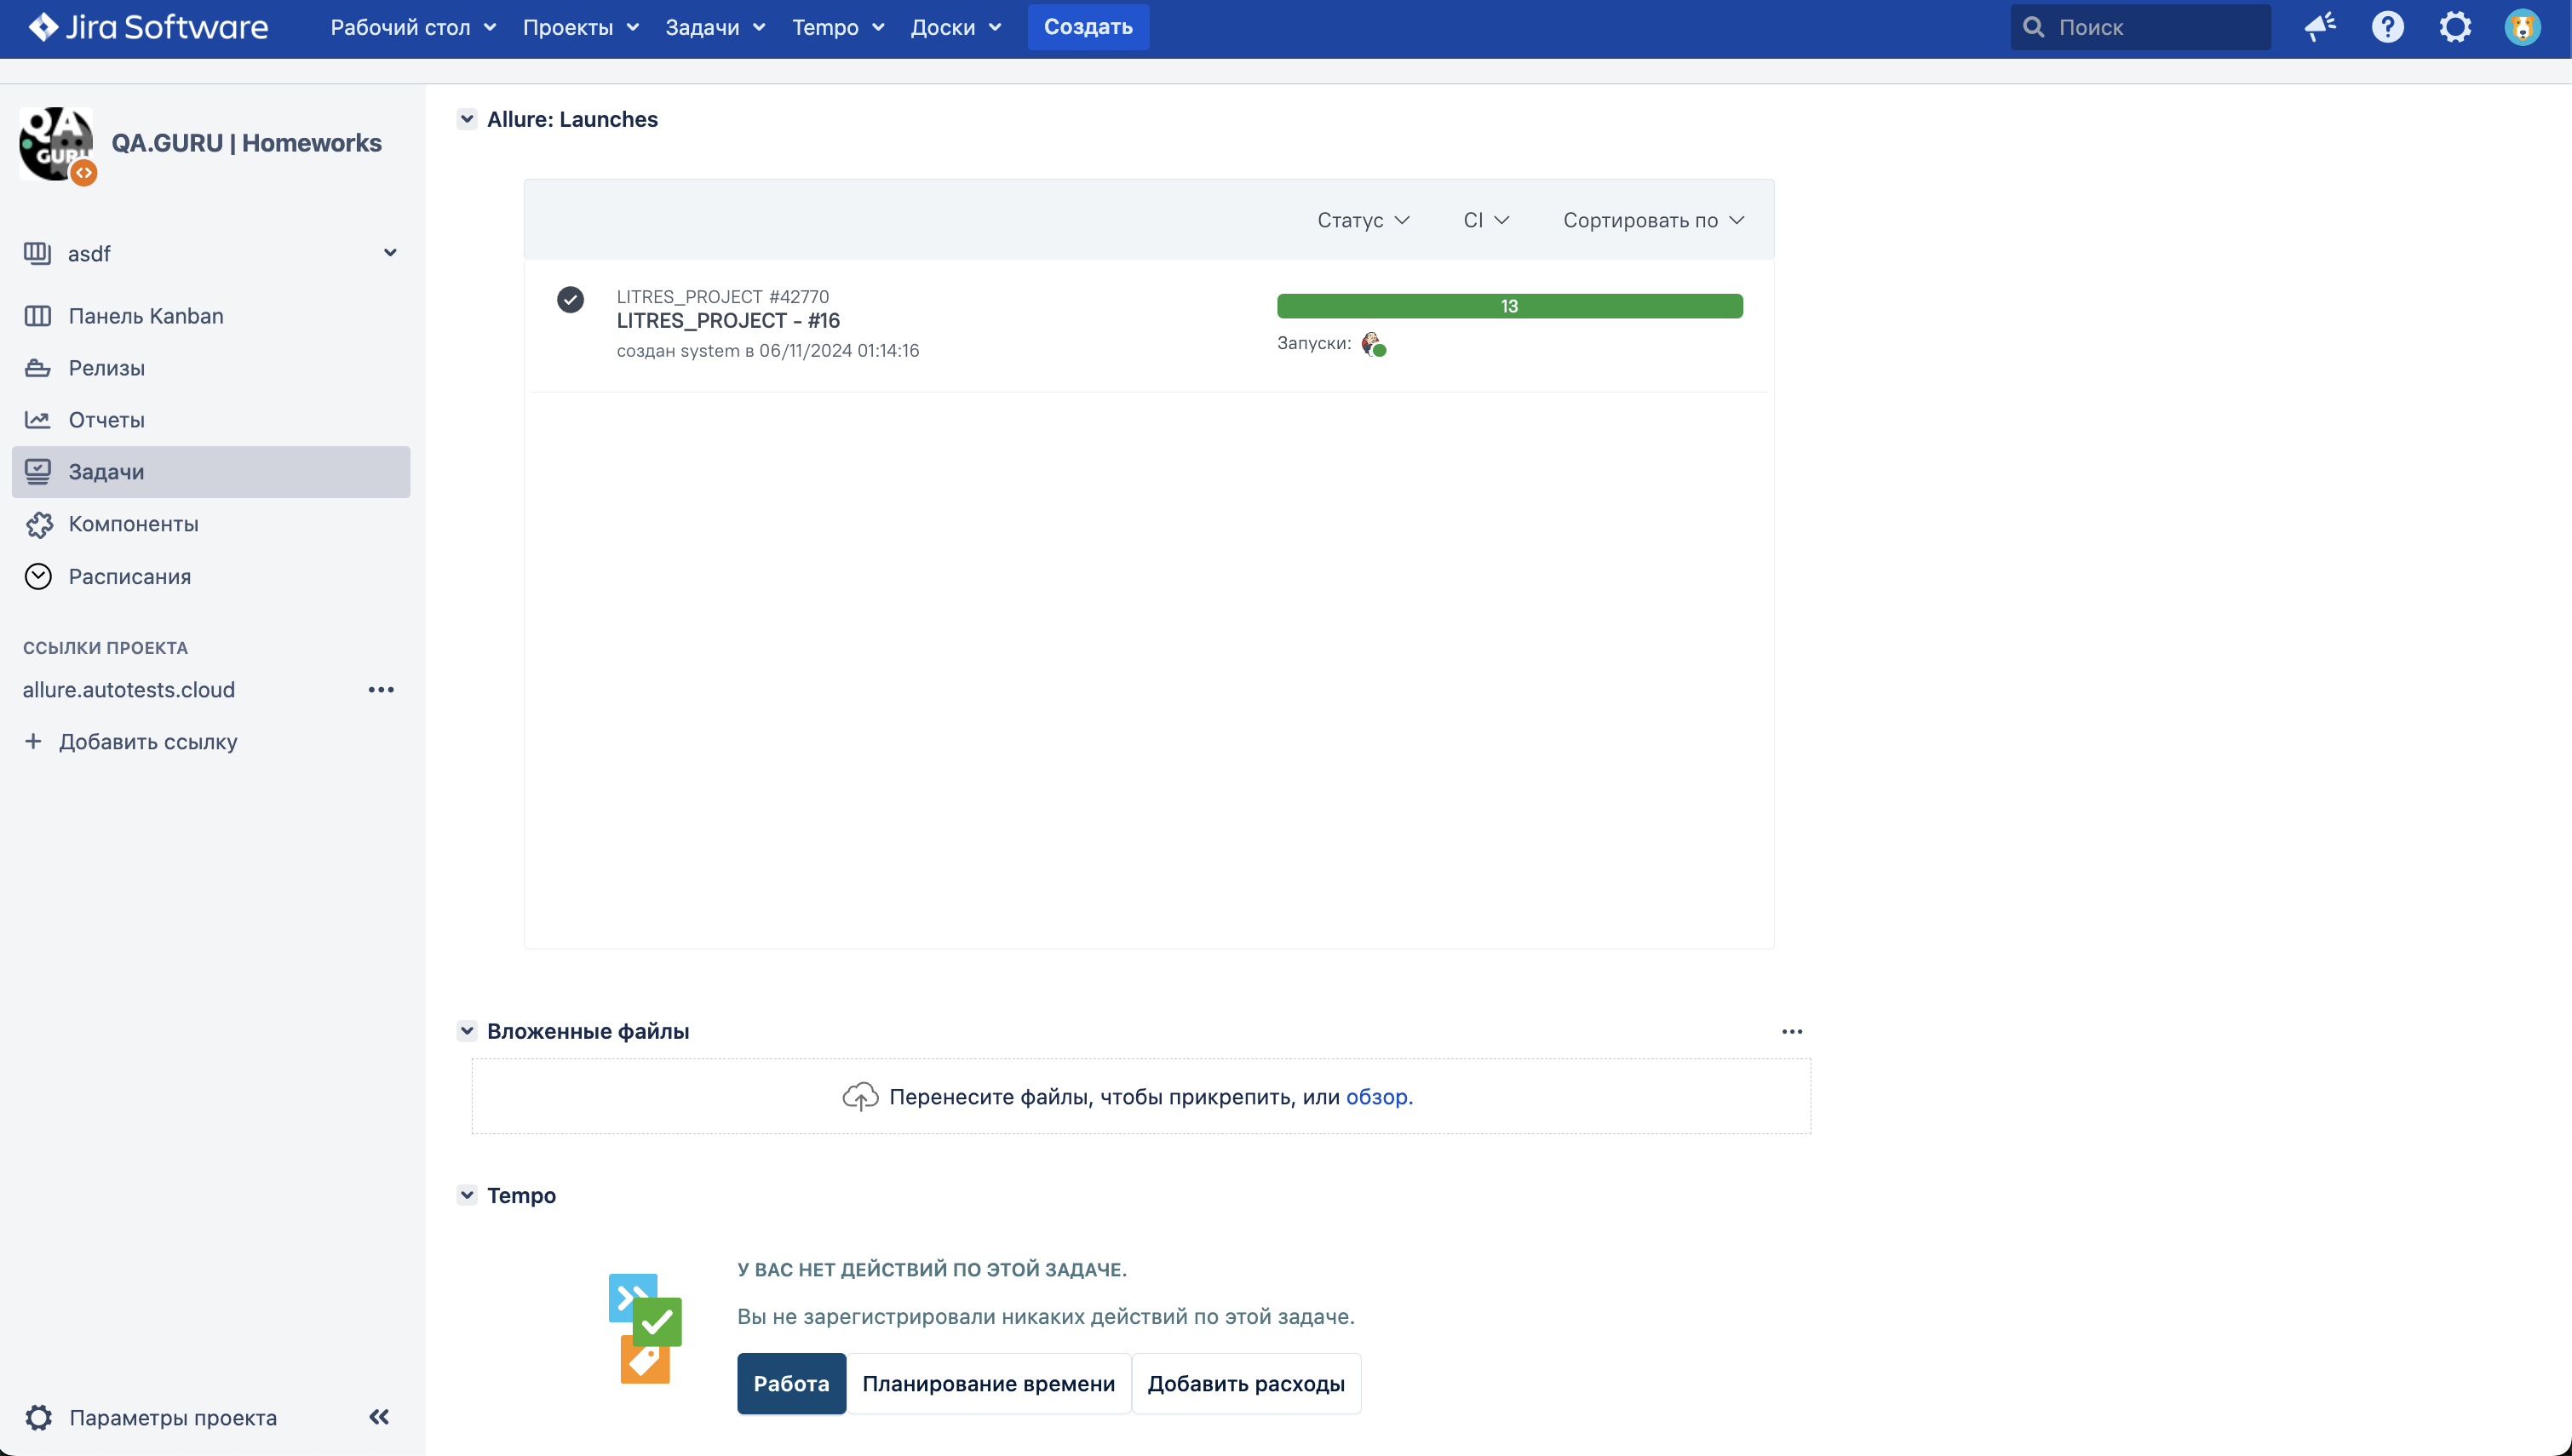 Jira Software
Рабочий стол
Проекты
Задачи
Tempo
Доски
Создать
Поиск
QA GURU
QA.GURU | Homeworks
asdf
Панель Kanban
Релизы
Отчеты
Задачи
Компоненты
Расписания
ССЫЛКИ ПРОЕКТА
allure.autotests.cloud
Добавить ссылку
Параметры проекта
Allure: Launches
Статус
CI
Сортировать по
LITRES_PROJECT #42770
LITRES_PROJECT - #16
создан system в 06/11/2024 01:14:16
13
Запуски:
Вложенные файлы
Перенесите файлы, чтобы прикрепить, или обзор.
Tempo
У ВАС НЕТ ДЕЙСТВИЙ ПО ЭТОЙ ЗАДАЧЕ.
Вы не зарегистрировали никаких действий по этой задаче.
Работа
Планирование времени
Добавить расходы